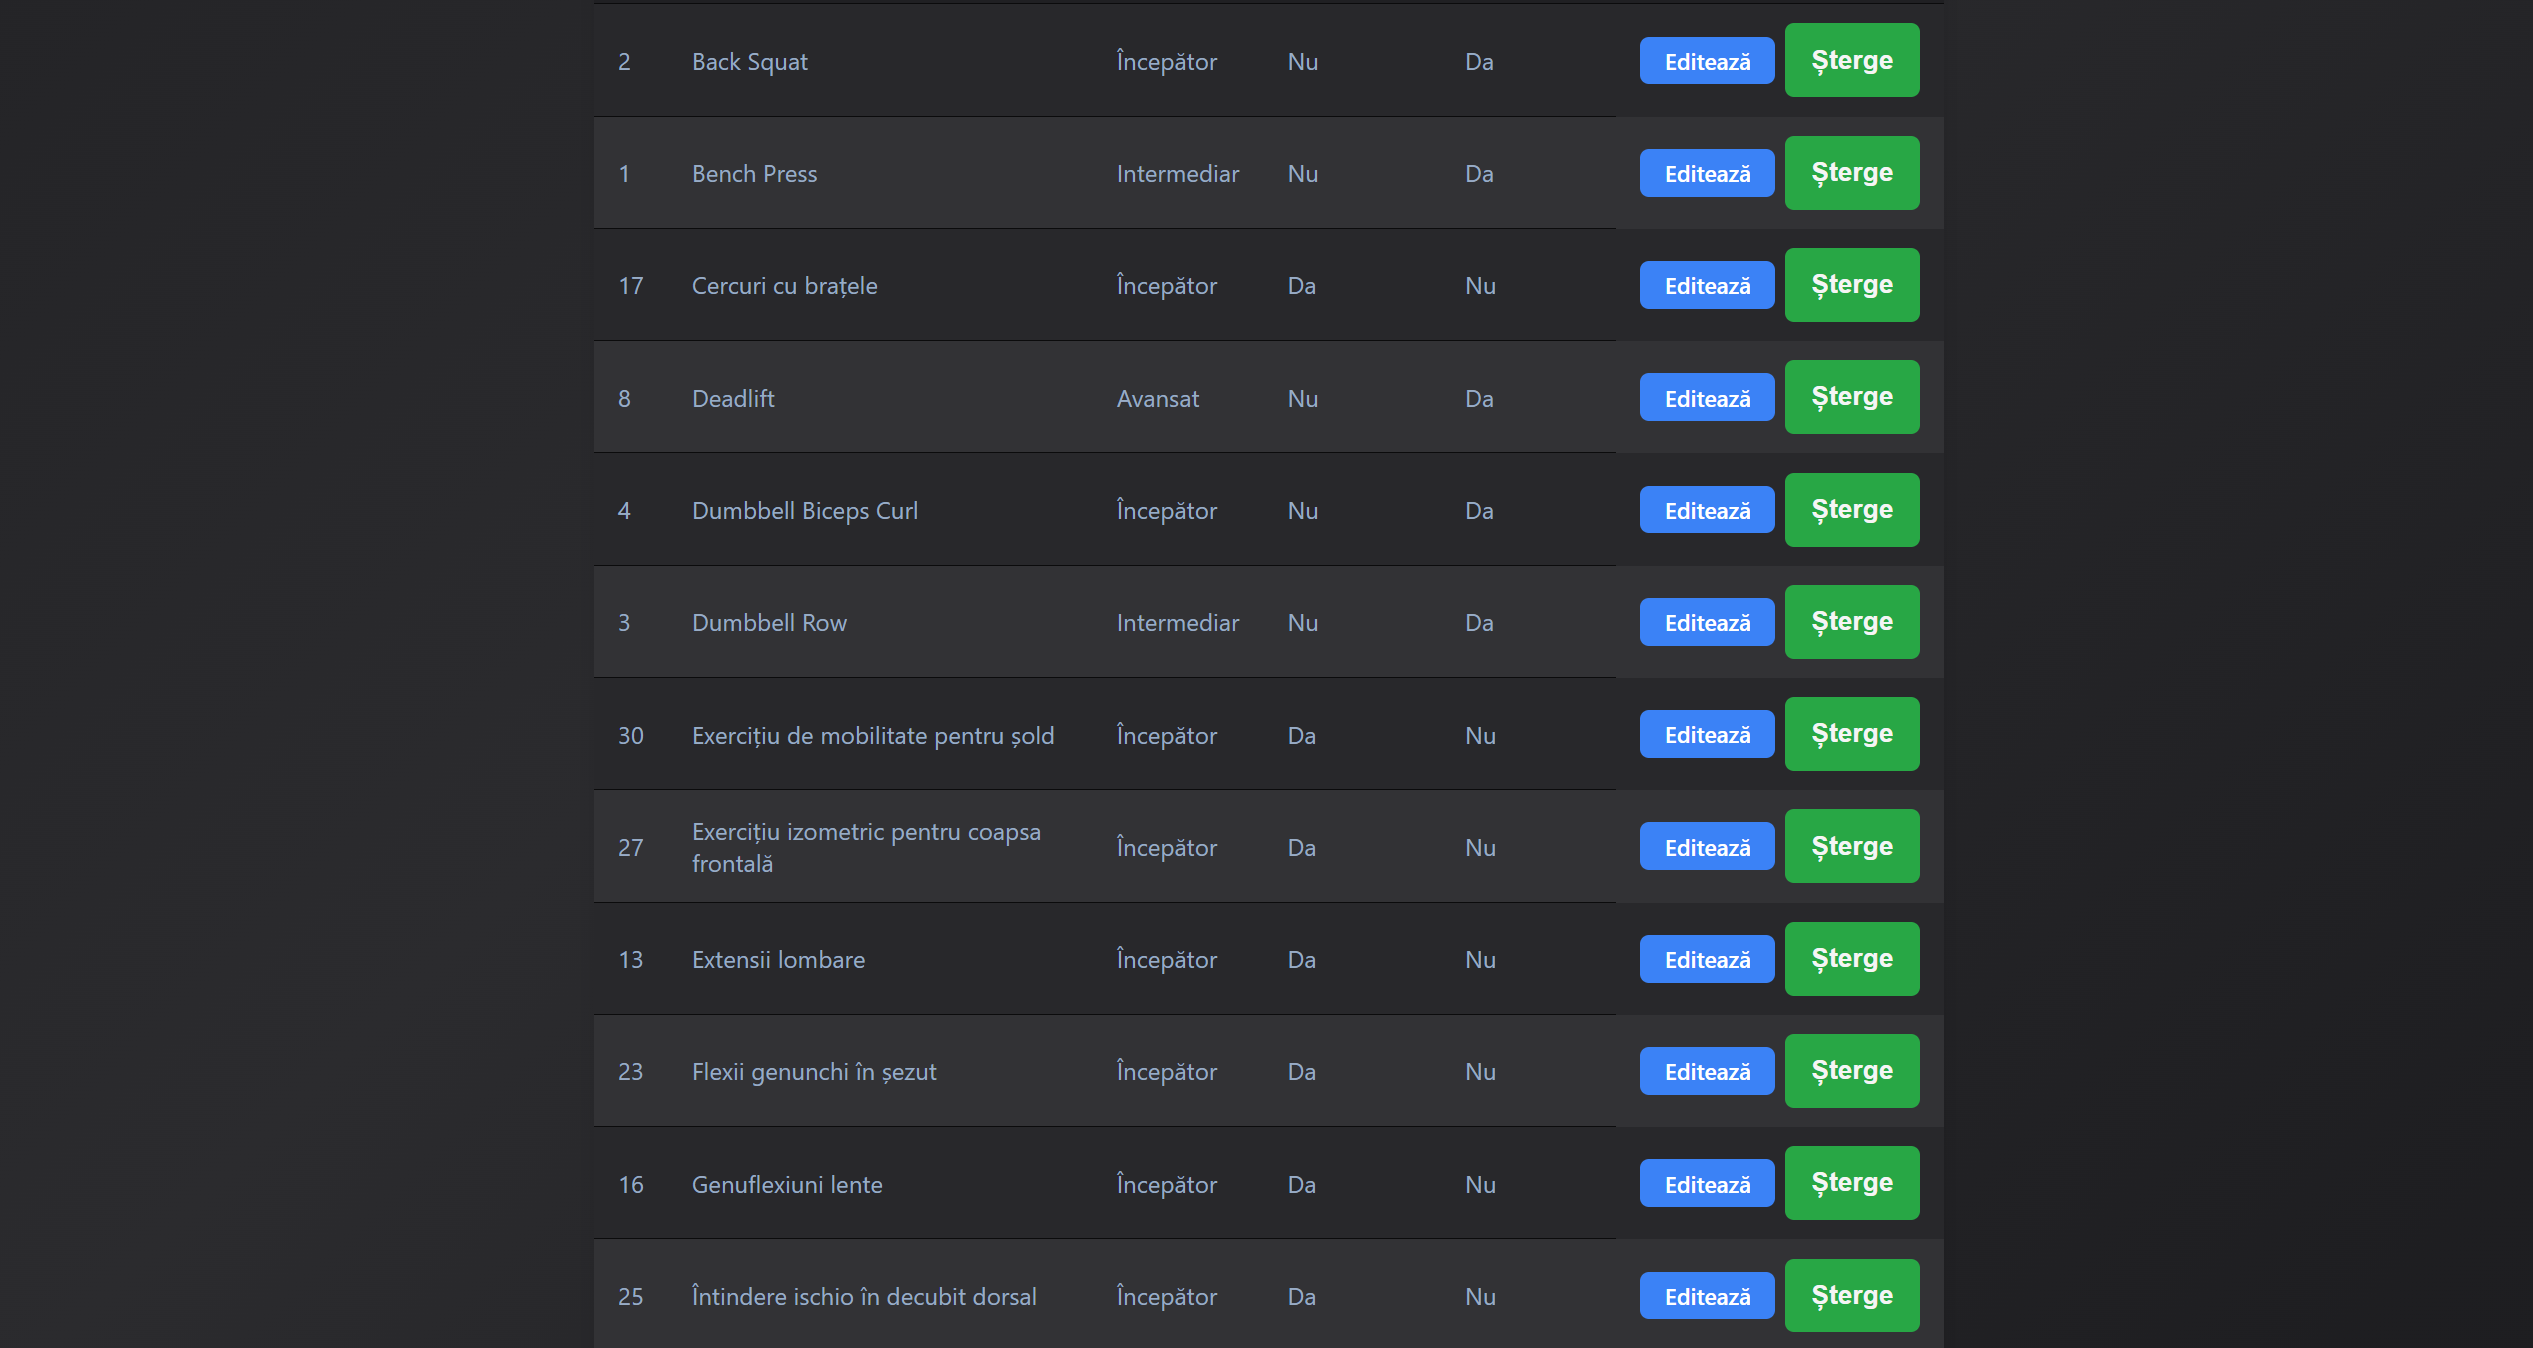 2 Back Squat Începător Nu Da Editează Șterge
1 Bench Press Intermediar Nu Da Editează Șterge
17 Cercuri cu brațele Începător Da Nu Editează Șterge
8 Deadlift Avansat Nu Da Editează Șterge
4 Dumbbell Biceps Curl Începător Nu Da Editează Șterge
3 Dumbbell Row Intermediar Nu Da Editează Șterge
30 Exercițiu de mobilitate pentru șold Începător Da Nu Editează Șterge
27 Exercițiu izometric pentru coapsa
frontală Începător Da Nu Editează Șterge
13 Extensii lombare Începător Da Nu Editează Șterge
23 Flexii genunchi în șezut Începător Da Nu Editează Șterge
16 Genuflexiuni lente Începător Da Nu Editează Șterge
25 Întindere ischio în decubit dorsal Începător Da Nu Editează Șterge